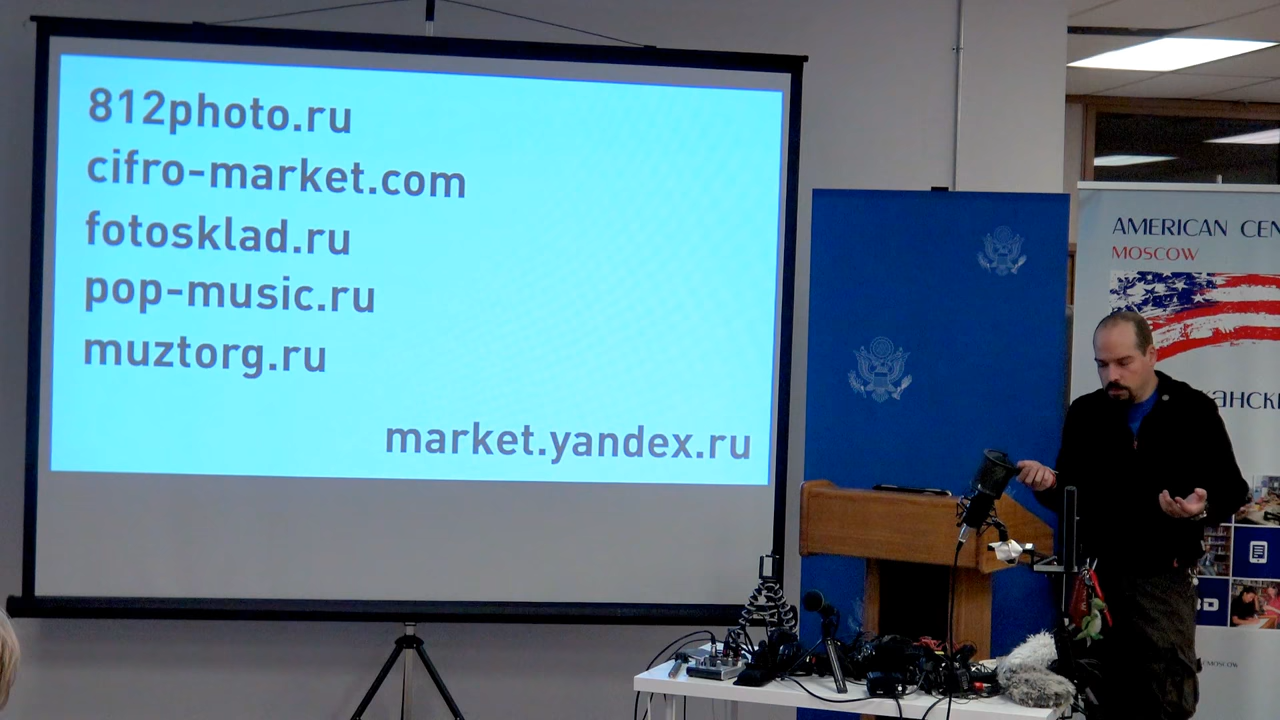 812photo.ru
cifro-market.com
fotosklad.ru
pop-music.ru
muztorg.ru
market.yandex.ru
AMERICAN CEN
MOSCOW